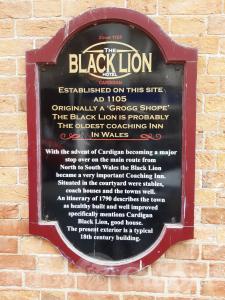 Since 1105
THE
BLACK LION
HOTEL
CARDIGAN
ESTABLISHED ON THIS SITE
AD 1105
ORIGINALLY A 'GROGG SHOPE'
THE BLACK LION IS PROBABLY
THE OLDEST COACHING INN
IN WALES
With the advent of Cardigan becoming a major
stop over on the main route from
North to South Wales the Black Lion
became a very important Coaching Inn.
Situated in the courtyard were stables,
coach houses and the towns well.
An itinerary of 1790 describes the town
as healthy built and well improved
specifically mentions Cardigan
Black Lion, good house.
The present exterior is a typical
18th century building.